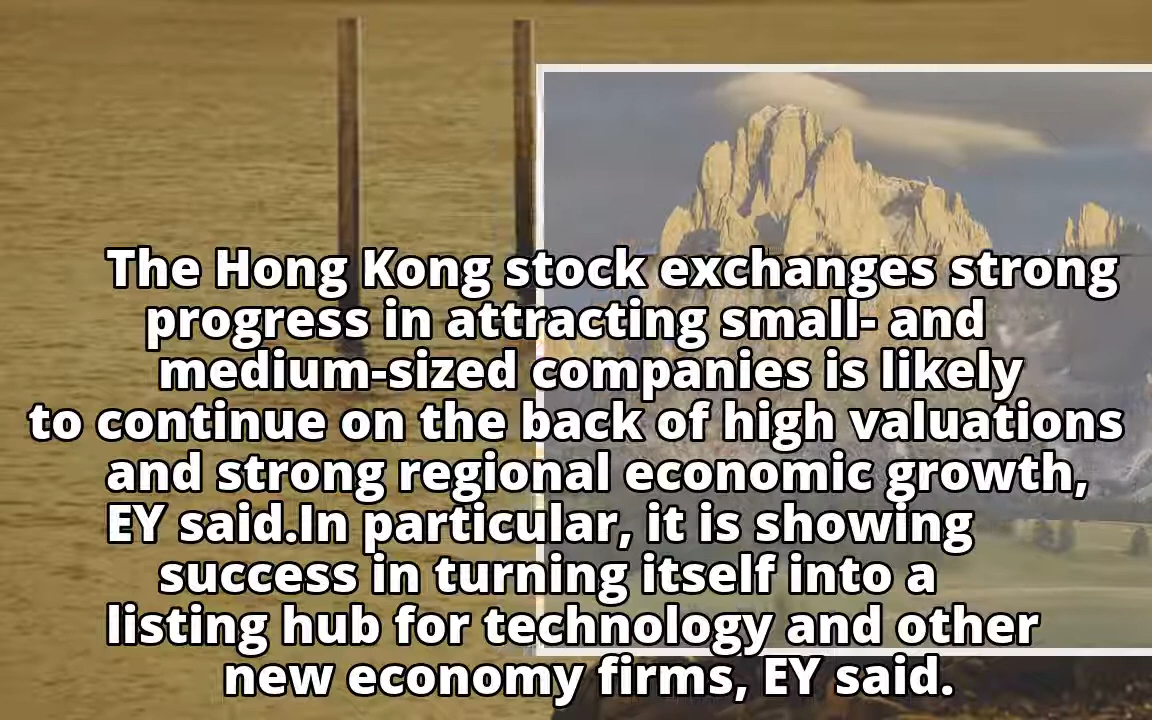 The Hong Kong stock exchanges strong
progress in attracting small- and
medium-sized companies is likely
to continue on the back of high valuations
and strong regional economic growth,
EY said.In particular, it is showing
success in turning itself into a
listing hub for technology and other
new economy firms, EY said.